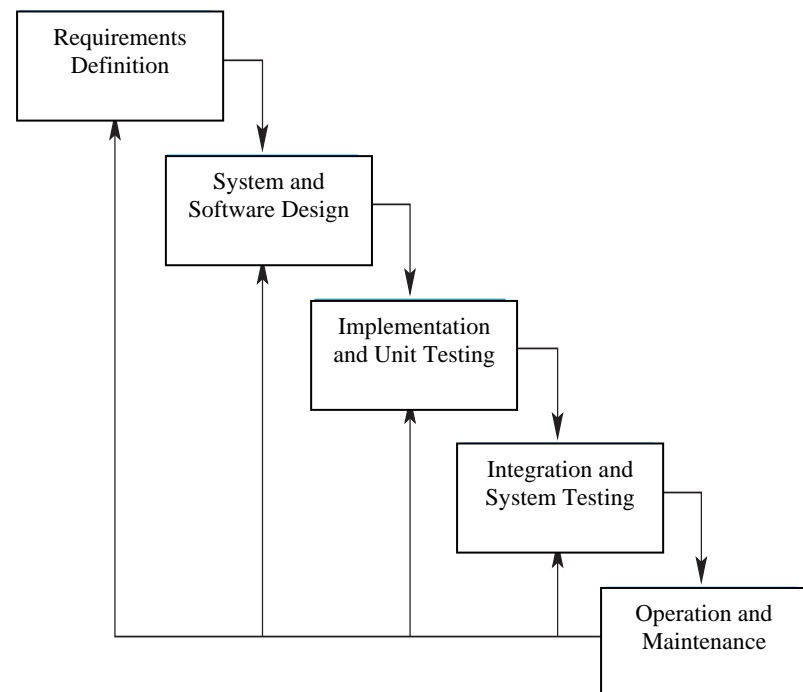 Requirements
Definition
System and
Software Design
Implementation
and Unit Testing
Integration and
System Testing
Operation and
Maintenance